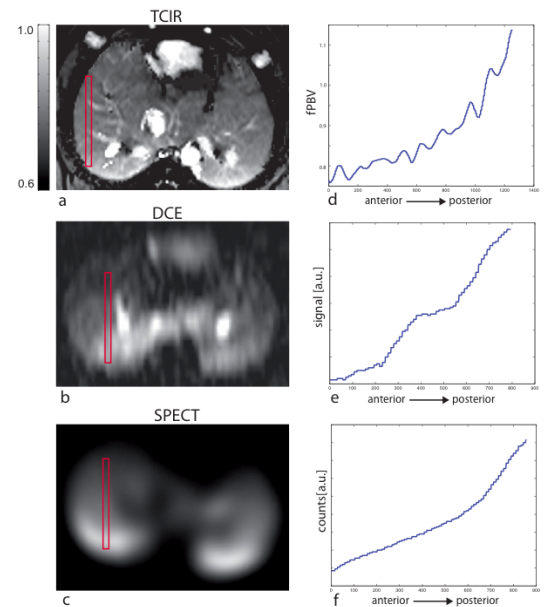 TCIR
1.0
0.6
a
fPBV
1.1
1.0
0.9
0.8
0 200 400 600 800 1000 1200 1400
anterior posterior
d
DCE
b
signal [a.u.]
0 100 200 300 400 500 600 700 800 900
anterior posterior
e
SPECT
c
counts[a.u.]
0 100 200 300 400 500 600 700 800 900
anterior posterior
f